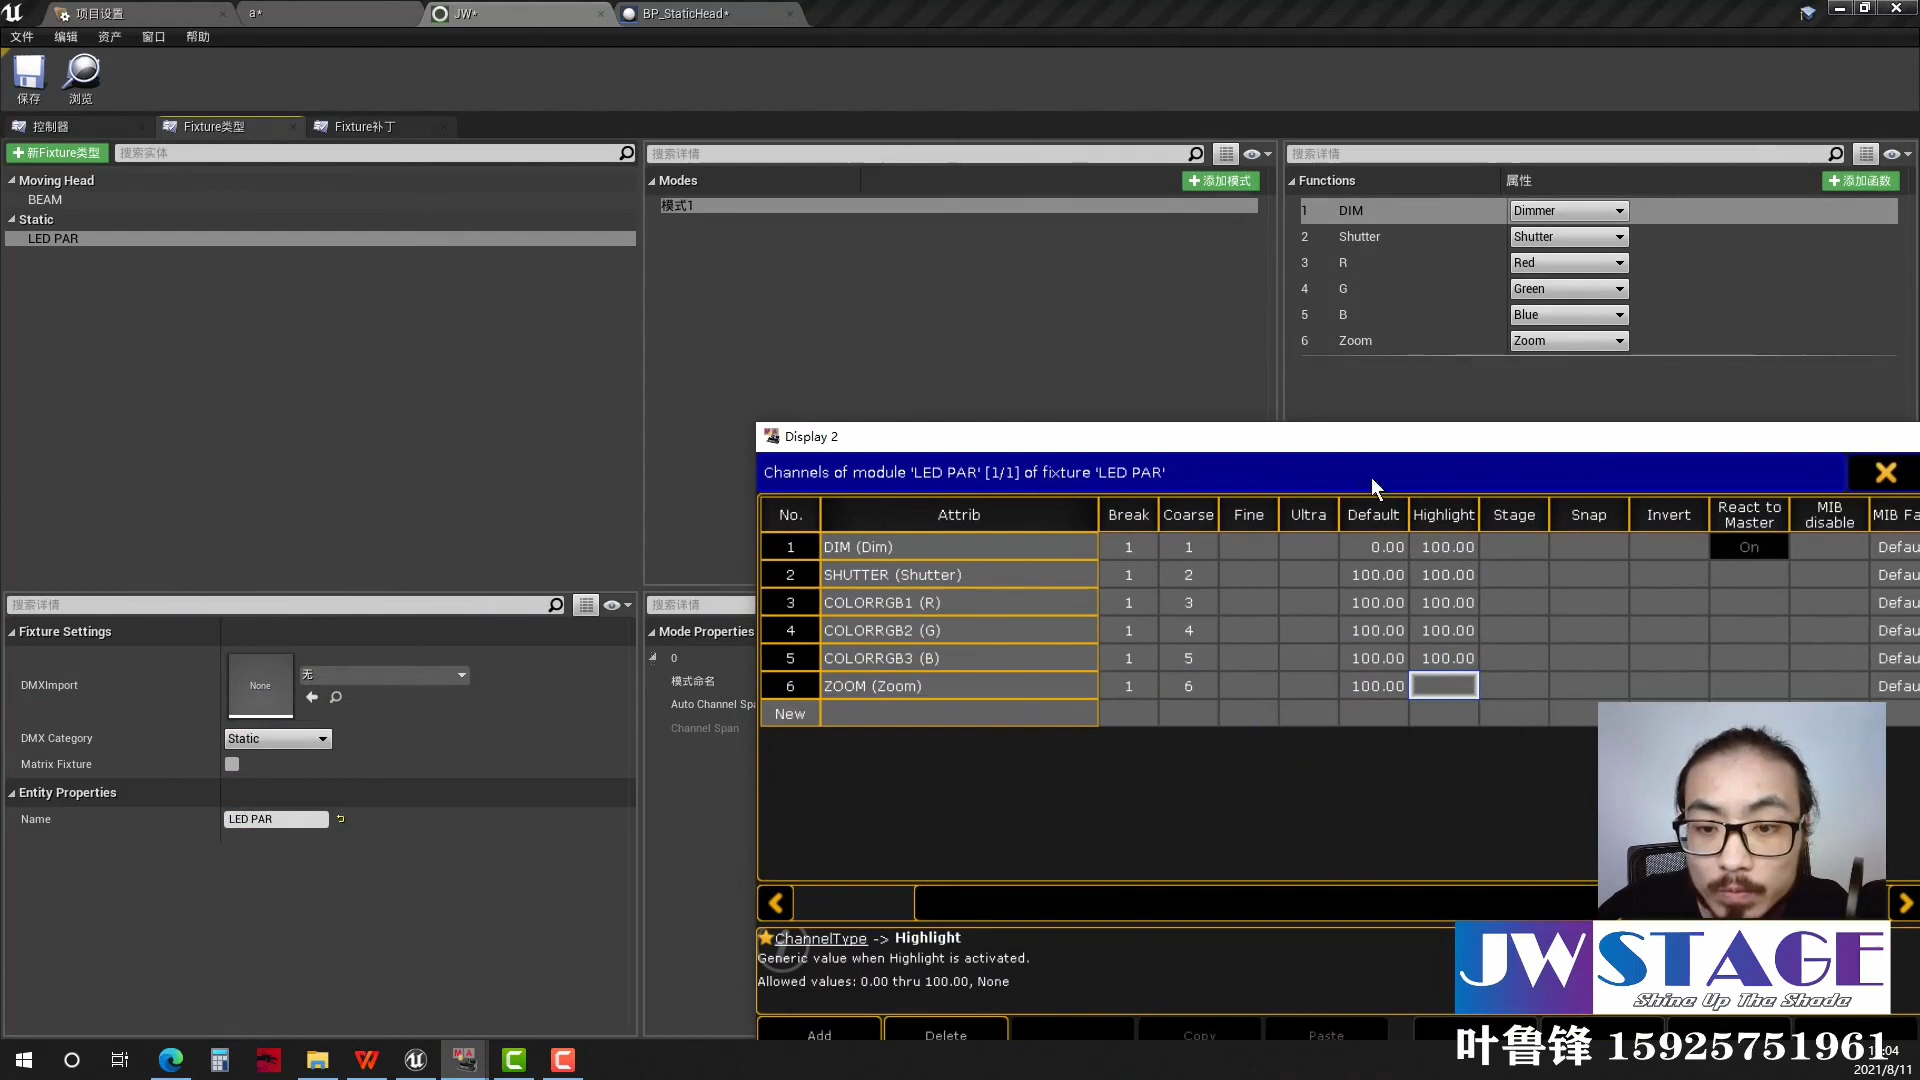 项目设置
a*
JW*
BP_StaticHead*
文件 编辑 资产 窗口 帮助
保存 浏览
控制器 Fixture类型 Fixture补丁
新Fixture类型 搜索实体
搜索详情
搜索详情
Moving Head
BEAM
Static
LED PAR
Modes 添加模式
模式1
Functions 属性 添加函数
1 DIM Dimmer
2 Shutter Shutter
3 R Red
4 G Green
5 B Blue
6 Zoom Zoom
搜索详情
Fixture Settings
DMXImport None 无
DMX Category Static
Matrix Fixture
Entity Properties
Name LED PAR
搜索详情
Mode Properties
0
模式命名
Auto Channel Spa
Channel Span
Display 2
Channels of module 'LED PAR' [1/1] of fixture 'LED PAR'
No. Attrib Break Coarse Fine Ultra Default Highlight Stage Snap Invert React to Master MIB disable MIB Fa
1 DIM (Dim) 1 1 0.00 100.00 On Defau
2 SHUTTER (Shutter) 1 2 100.00 100.00 Defau
3 COLORRGB1 (R) 1 3 100.00 100.00 Defau
4 COLORRGB2 (G) 1 4 100.00 100.00 Defau
5 COLORRGB3 (B) 1 5 100.00 100.00 Defau
6 ZOOM (Zoom) 1 6 100.00 Defau
New
ChannelType -> Highlight
Generic value when Highlight is activated.
Allowed values: 0.00 thru 100.00, None
Add Delete Copy Paste
JWSTAGE
Shine Up The Shade
叶鲁锋 15925751961
2021/8/11